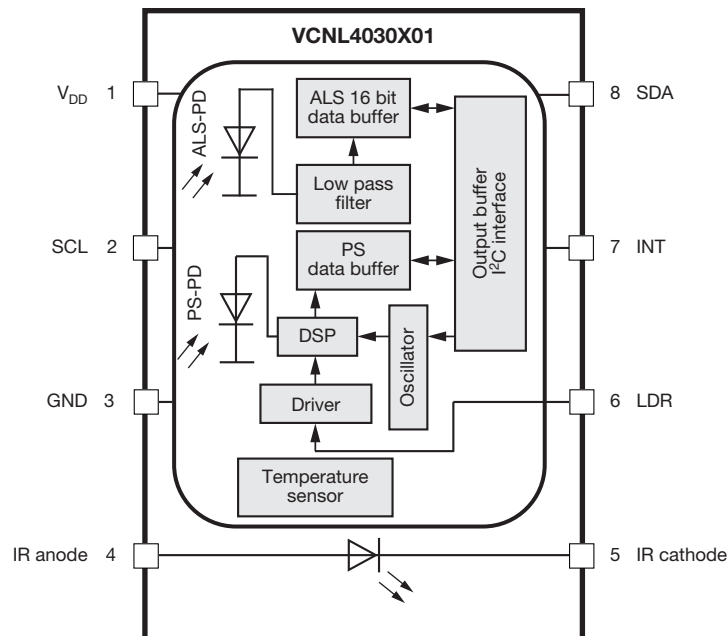 VCNL4030X01
V_DD 1
8 SDA
ALS-PD
ALS 16 bit
data buffer
Low pass
filter
Output buffer
I²C interface
SCL 2
7 INT
PS
data buffer
PS-PD
DSP
Oscillator
GND 3
Driver
6 LDR
Temperature
sensor
IR anode 4
5 IR cathode